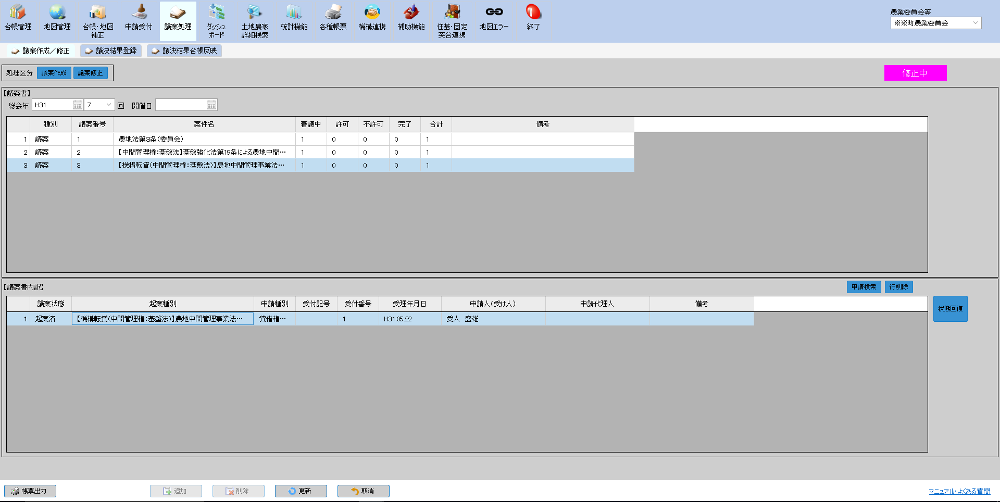 台帳管理
地図管理
台帳・地図
補正
申請受付
議案処理
ダッシュ
ボード
土地農家
詳細検索
統計機能
各種帳票
機構連携
補助機能
住基・固定
突合連携
地図エラー
終了
農業委員会等
※※町農業委員会
議案作成／修正
議決結果登録
議決結果台帳反映
処理区分 議案作成 議案修正
修正中
【議案書】
総会年 H31 7 回 開催日
種別 議案番号 案件名 審議中 許可 不許可 完了 合計 備考
1 議案 1 農地法第3条（委員会） 1 0 0 0 1
2 議案 2 【中間管理権：基盤法】基盤強化法第19条による農地中間… 1 0 0 0 1
3 議案 3 【機構転貸（中間管理権：基盤法）】農地中間管理事業法… 1 0 0 0 1
【議案書内訳】
申請検索 行削除
議案状態 起案種別 申請種別 受付記号 受付番号 受理年月日 申請人（受け人） 申請代理人 備考
1 起案済 【機構転貸（中間管理権：基盤法）】農地中間管理事業法… 貸借権… 1 H31.05.22 受人　盛雄
状態回復
帳票出力 追加 削除 更新 取消
マニュアル・よくある質問